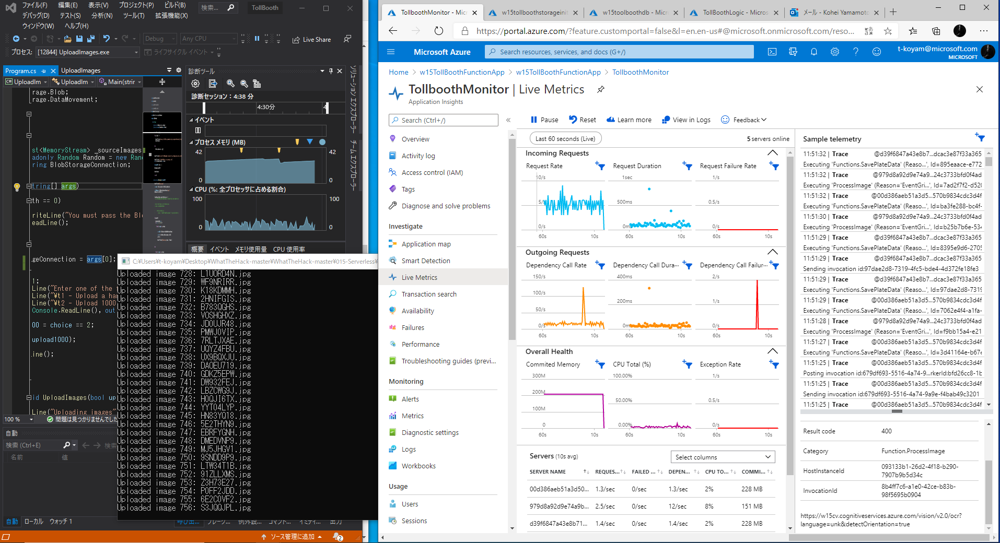 ファイル(F) 編集(E) 表示(V) プロジェクト(P) ビルド(B)
デバッグ(D) テスト(S) 分析(N) ツール(T) 拡張機能(X)
ウィンドウ(W) ヘルプ(H)
検索... TollBooth
Debug Any CPU Live Share
プロセス: [12844] UploadImages.exe ライフサイクル イベント
Program.cs UploadImages
UploadIm UploadIm Main(strir
rage.Blob;
rage.DataMovement;
st<MemoryStream> _sourceImages
adonly Random Random = new Ran
ring BlobStorageConnection;
tring[] args)
th == 0)
riteLine("You must pass the Bl
eadLine();
.geConnection = args[0];
1;
Line("Enter one of the
Line("¥t1 - Upload a ha
Line("¥t2 - Upload 1000
Console.ReadLine(), out
00 = choice == 2;
upload1000);
ine();
id UploadImages(bool up
Line("Uploading images"
100 % 問題は見つかりませんでした
自動
検索 (Ctrl+E) 検索
名前 値
自動 ローカル ウォッチ 1
ソース管理に追加 2
診断ツール
診断セッション : 4:38 分
4:30分
イベント
プロセス メモリ (MB)
42 42
0 0
CPU (%: 全プロセッサに占める割合)
100 100
0 0
概要 イベント メモリ使用量 CPU 使用率
ソリューション エクスプローラー
チーム エクスプローラー
C:¥Users¥t-koyam¥Desktop¥WhatTheHack-master¥WhatTheHack-master¥015-Serverless¥
Uploaded image 728: L1UORD4N.jpg
Uploaded image 729: WF9NRIRR.jpg
Uploaded image 730: K18KDMMH.jpg
Uploaded image 731: 2HNIFGIS.jpg
Uploaded image 732: B783QGHS.jpg
Uploaded image 733: VOSHGHXZ.jpg
Uploaded image 734: JD0UJR48.jpg
Uploaded image 735: PMWJOVIP.jpg
Uploaded image 736: 7RLTJXAE.jpg
Uploaded image 737: UQYZ4FBU.jpg
Uploaded image 738: UX9BQXJU.jpg
Uploaded image 739: DAOEU719.jpg
Uploaded image 740: GDKZ5EPW.jpg
Uploaded image 741: DW932FEJ.jpg
Uploaded image 742: LBZCWG9J.jpg
Uploaded image 743: HOQJI6TX.jpg
Uploaded image 744: YYT04LYP.jpg
Uploaded image 745: HN83YQ18.jpg
Uploaded image 746: 5E2THYN9.jpg
Uploaded image 747: EBRFYGNH.jpg
Uploaded image 748: DMEDVNP9.jpg
Uploaded image 749: MJ5JHGV1.jpg
Uploaded image 750: 9SNDD9P9.jpg
Uploaded image 751: LTW34T1B.jpg
Uploaded image 752: 91ZLLXMS.jpg
Uploaded image 753: Z3H73E27.jpg
Uploaded image 754: P0FF2JDD.jpg
Uploaded image 755: 6E2COVF2.jpg
Uploaded image 756: S3JQQJPL.jpg
TollboothMonitor - Micr w15tollboothstorageinit w15toolboothdb - Micro TollBoothLogic - Micros メール - Kohei Yamamoto
https://portal.azure.com/?feature.customportal=false&l=en.en-us#@microsoft.onmicrosoft.com/reso...
Microsoft Azure Search resources, services, and docs (G+/) t-koyam@microsoft.com
MICROSOFT
Home > w15TollBoothFunctionApp > w15TollBoothFunctionApp > TollboothMonitor
TollboothMonitor | Live Metrics
Application Insights
Search (Ctrl+/)
Overview
Activity log
Access control (IAM)
Tags
Diagnose and solve problems
Investigate
Application map
Smart Detection
Live Metrics
Transaction search
Availability
Failures
Performance
Troubleshooting guides (previ...
Monitoring
Alerts
Metrics
Diagnostic settings
Logs
Workbooks
Usage
Users
Sessions
Pause Reset Learn more View in Logs Feedback
Last 60 seconds (Live) 5 servers online
Incoming Requests
Request Rate Request Duration Request Failure Rate
10/s 1sec 1/s
5/s 500ms 0.5/s
0/s 0ms 0/s
60s 10s 60s 10s 60s 10s
Outgoing Requests
Dependency Call Rate Dependency Call Dura... Dependency Call Failur...
150/s 400ms 2/s
100/s
200ms 1/s
50/s
0/s 0ms 0/s
60s 10s 60s 10s 60s 10s
Overall Health
Commited Memory CPU Total (%) Exception Rate
300M 100.00% 1/s
200M
50.00% 0.5/s
100M
0 0.00% 0/s
60s 10s 60s 10s 60s 10s
Servers (10s avg) Select columns
SERVER NAME REQUES... FAILED ... DEPEN... CPU TO... COMMI...
00d386aeb51a3d50... 1.3/sec 0/sec 1.3/sec 2% 228 MB
979d8a92d9e74a9b... 2.5/sec 0/sec 12/sec 8% 151 MB
d39f6847a43e8b71... 1.4/sec 0/sec 1.4/sec 2% 228 MB
Sample telemetry
11:51:32 | Trace @d39f6847a43e8b7...dcac3e87f33a365
Executing 'Functions.SavePlateData' (Reason='', Id=895eaace-e772
11:51:32 | Trace @979d8a92d9e74a9...24c3733bfd0f4ad
Executing 'ProcessImage' (Reason='EventGri...', Id=7ad2f7f2-d520
11:51:32 | Trace @00d386aeb51a3d5...570b9834cdc3d4f
Executing 'Functions.SavePlateData' (Reaso...', Id=ba3fe288-bc4f-
11:51:30 | Trace @979d8a92d9e74a9...24c3733bfd0f4ad
Executing 'ProcessImage' (Reason='EventGri...', Id=b25b7b6e-534
11:51:29 | Trace @d39f6847a43e8b7...dcac3e87f33a365
Executing 'Functions.SavePlateData' (Reaso...', Id=8395e9d6-2705
11:51:29 | Trace @d39f6847a43e8b7...dcac3e87f33a365
Sending invocation id:97dae2d8-7319-4fc5-bde4-4d372fe18fe3
11:51:29 | Trace @d39f6847a43e8b7...dcac3e87f33a365
Executing 'Functions.SavePlateData' (Reaso...', Id=97dae2d8-7319
11:51:29 | Trace @00d386aeb51a3d5...570b9834cdc3d4f
Executing 'Functions.SavePlateData' (Reaso...', Id=7062e4f4-a1fa-
11:51:28 | Trace @979d8a92d9e74a9...24c3733bfd0f4ad
Executing 'ProcessImage' (Reason='EventGri...', Id=f9bb15a4-e21
11:51:27 | Trace @00d386aeb51a3d5...570b9834cdc3d4f
Executing 'Functions.SavePlateData' (Reaso...', Id=3d41164e-b67e
11:51:25 | Trace @00d386aeb51a3d5...570b9834cdc3d4f
Posting invocation id:679df693-5516-4a74-9...rkerId:bfd26cc8-1b
11:51:25 | Trace @00d386aeb51a3d5...570b9834cdc3d4f
Sending invocation id:679df693-5516-4a74-9a9e-f4bab49c3201
11:51:25 | Trace @00d386aeb51a3d5...570b9834cdc3d4f
Result code 400
Category Function.ProcessImage
HostInstanceId 093133b1-26d2-4f18-b290-
7907b9b5d34c
InvocationId 8b4ff7c6-a1e0-42ce-b83b-
98f5695b0904
https://w15cv.cognitiveservices.azure.com/vision/v2.0/ocr?
language=unk&detectOrientation=true